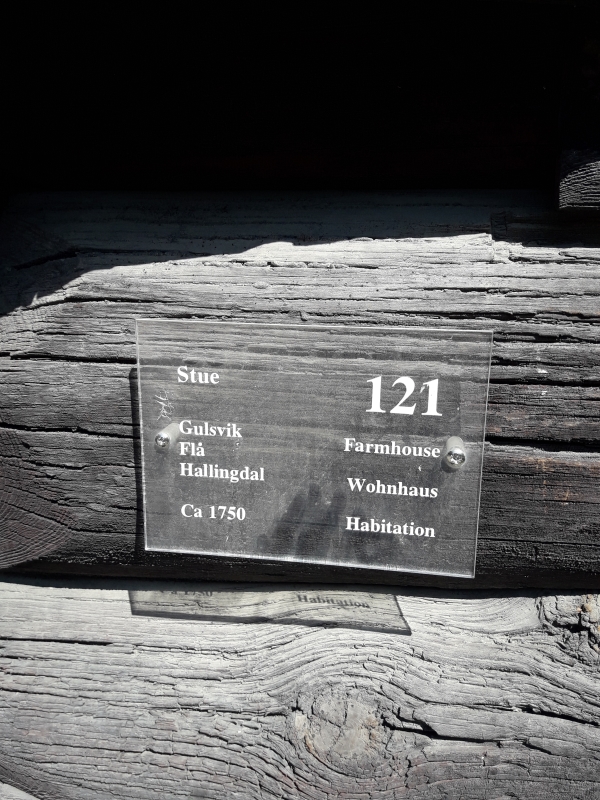 Stue
121
Gulsvik
Flå
Hallingdal
Ca 1750
Farmhouse
Wohnhaus
Habitation